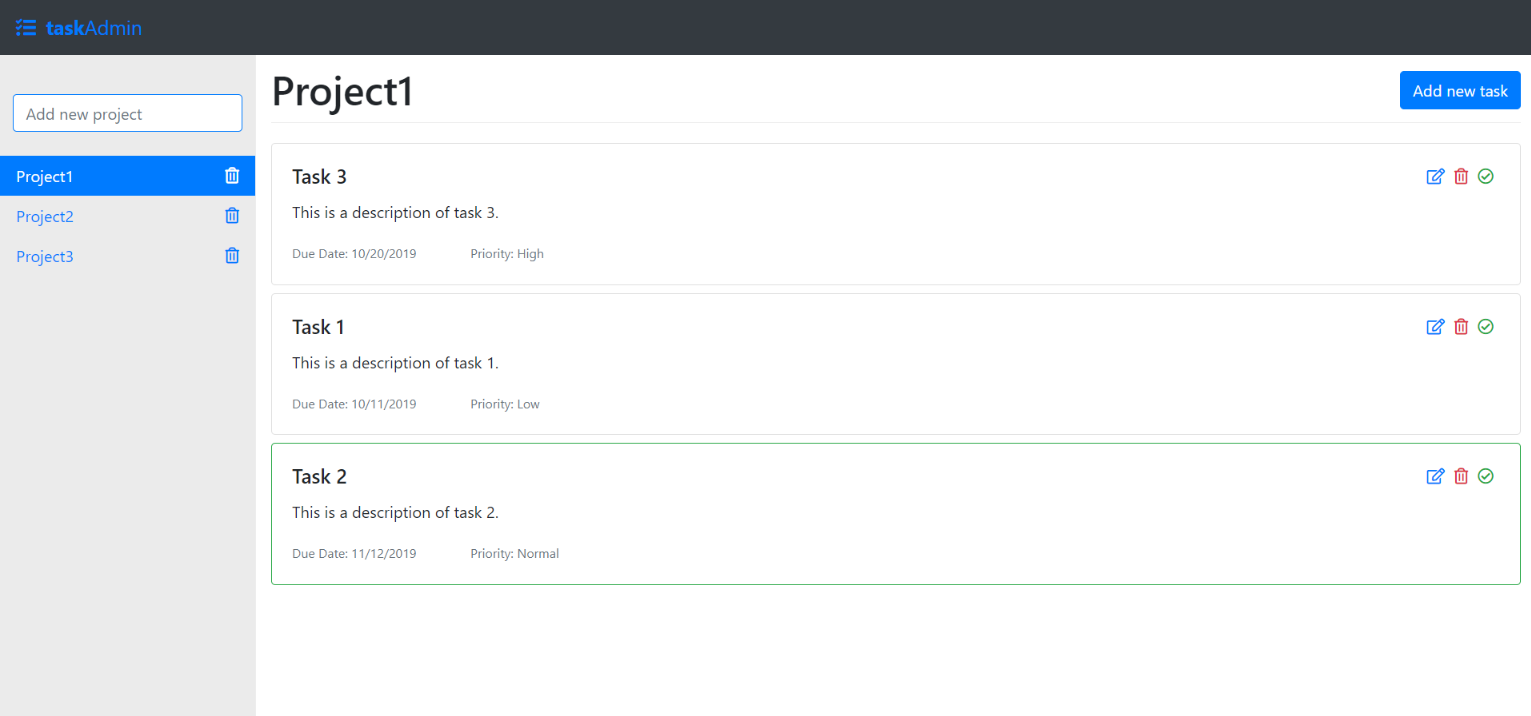 taskAdmin
Add new project
Project1
Project2
Project3
Project1
Add new task
Task 3
This is a description of task 3.
Due Date: 10/20/2019 Priority: High
Task 1
This is a description of task 1.
Due Date: 10/11/2019 Priority: Low
Task 2
This is a description of task 2.
Due Date: 11/12/2019 Priority: Normal